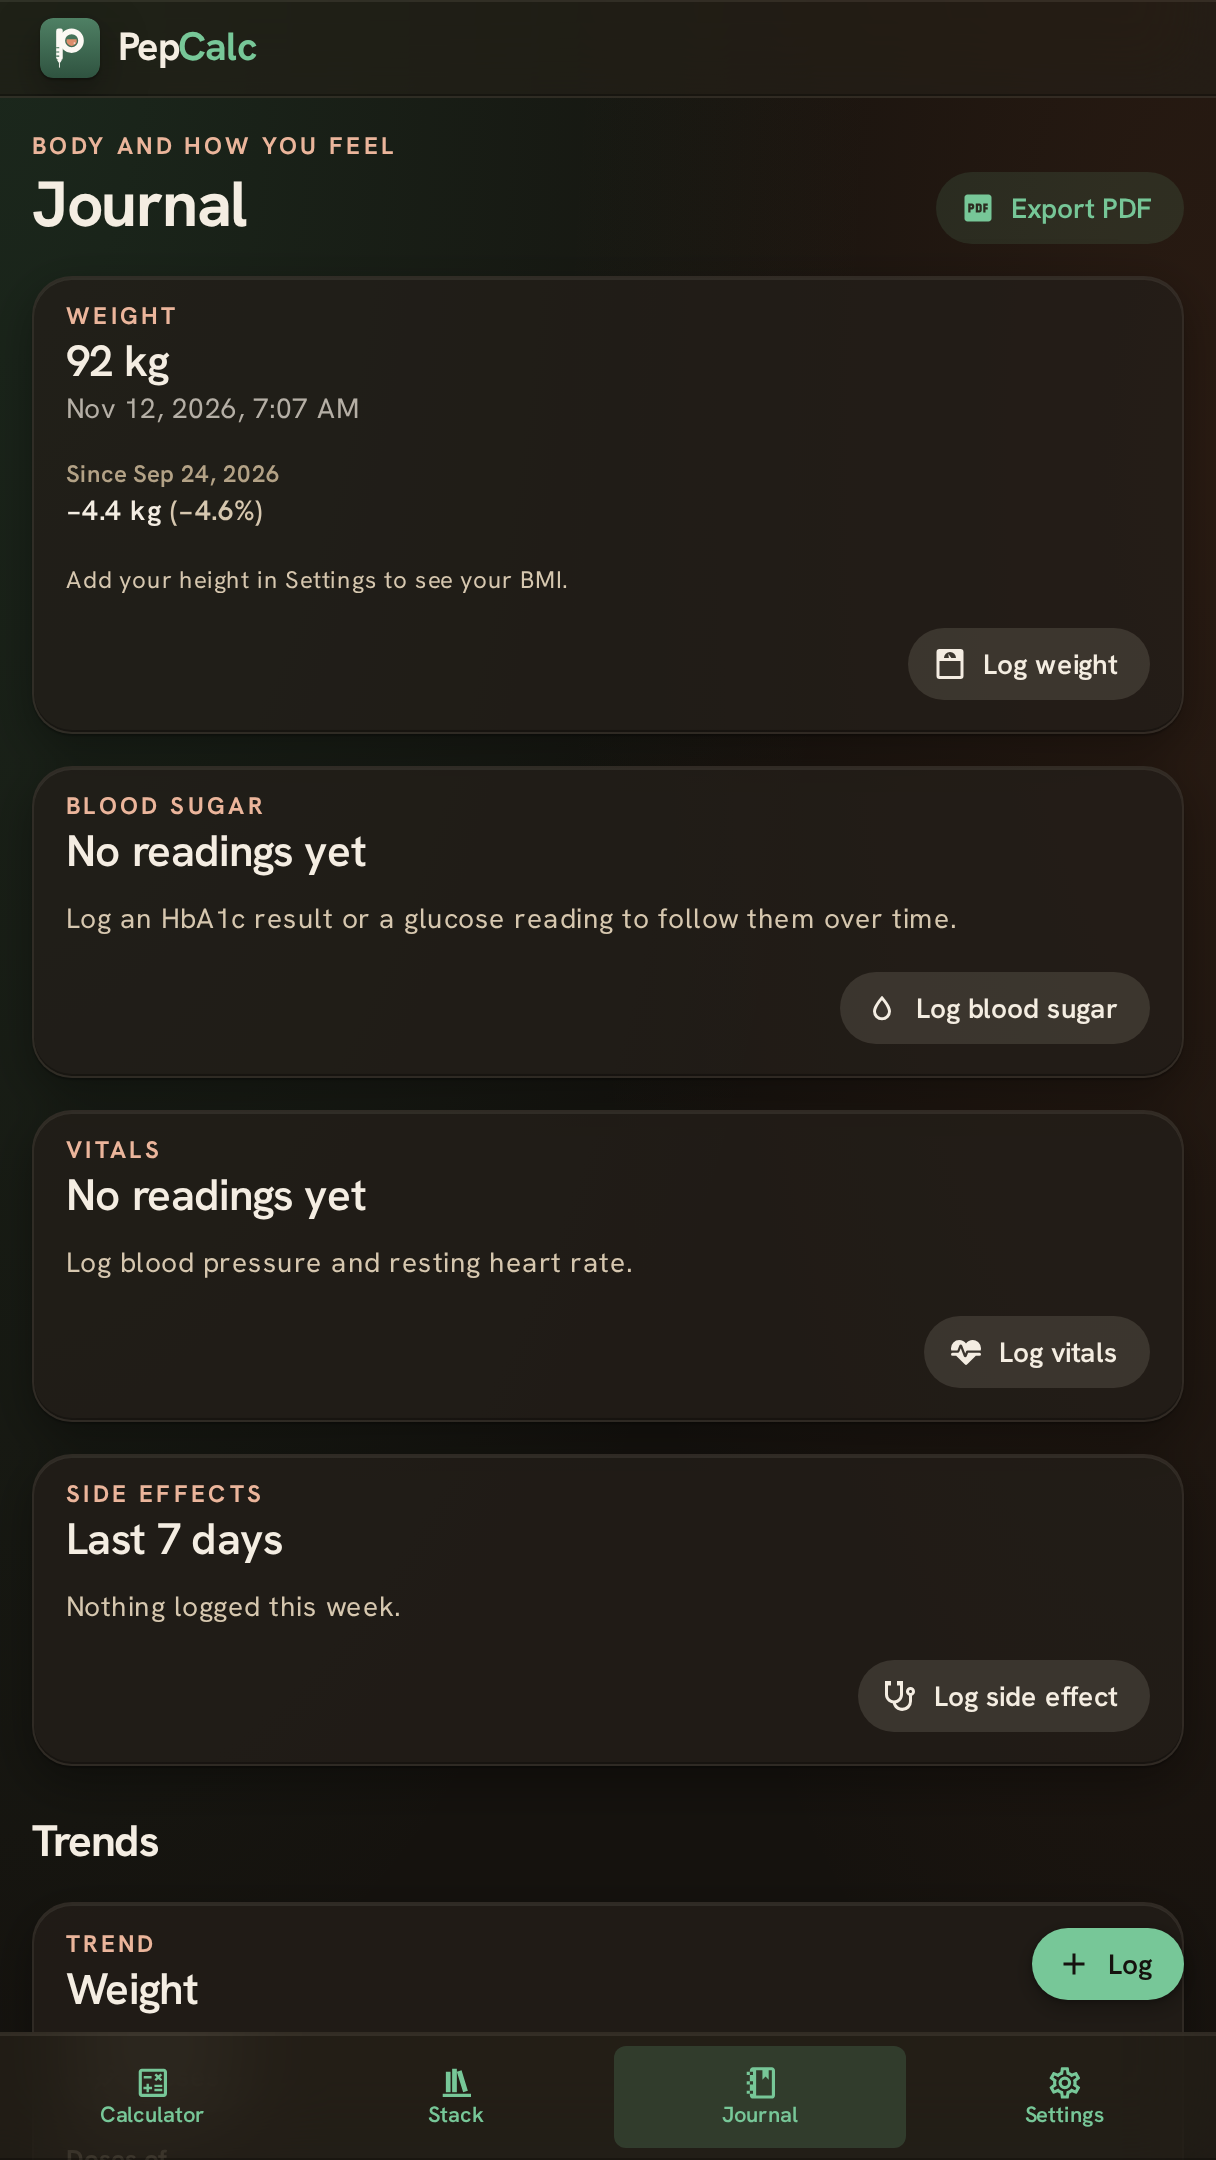 PepCalc
BODY AND HOW YOU FEEL
Journal
PDF Export PDF
WEIGHT
92 kg
Nov 12, 2026, 7:07 AM
Since Sep 24, 2026
−4.4 kg (−4.6%)
Add your height in Settings to see your BMI.
Log weight
BLOOD SUGAR
No readings yet
Log an HbA1c result or a glucose reading to follow them over time.
Log blood sugar
VITALS
No readings yet
Log blood pressure and resting heart rate.
Log vitals
SIDE EFFECTS
Last 7 days
Nothing logged this week.
Log side effect
Trends
TREND
Weight
+ Log
Calculator
Stack
Journal
Settings
Doses of